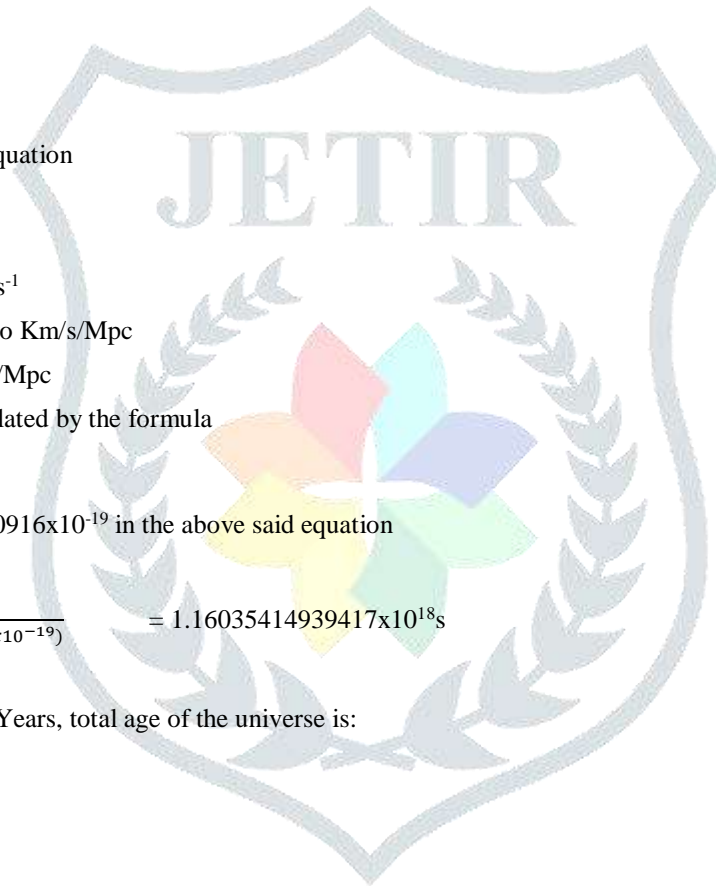 JETIR
quation
s⁻¹
o Km/s/Mpc
/Mpc
lated by the formula
0916x10⁻¹⁹ in the above said equation
10⁻¹⁹) = 1.16035414939417x10¹⁸s
Years, total age of the universe is: